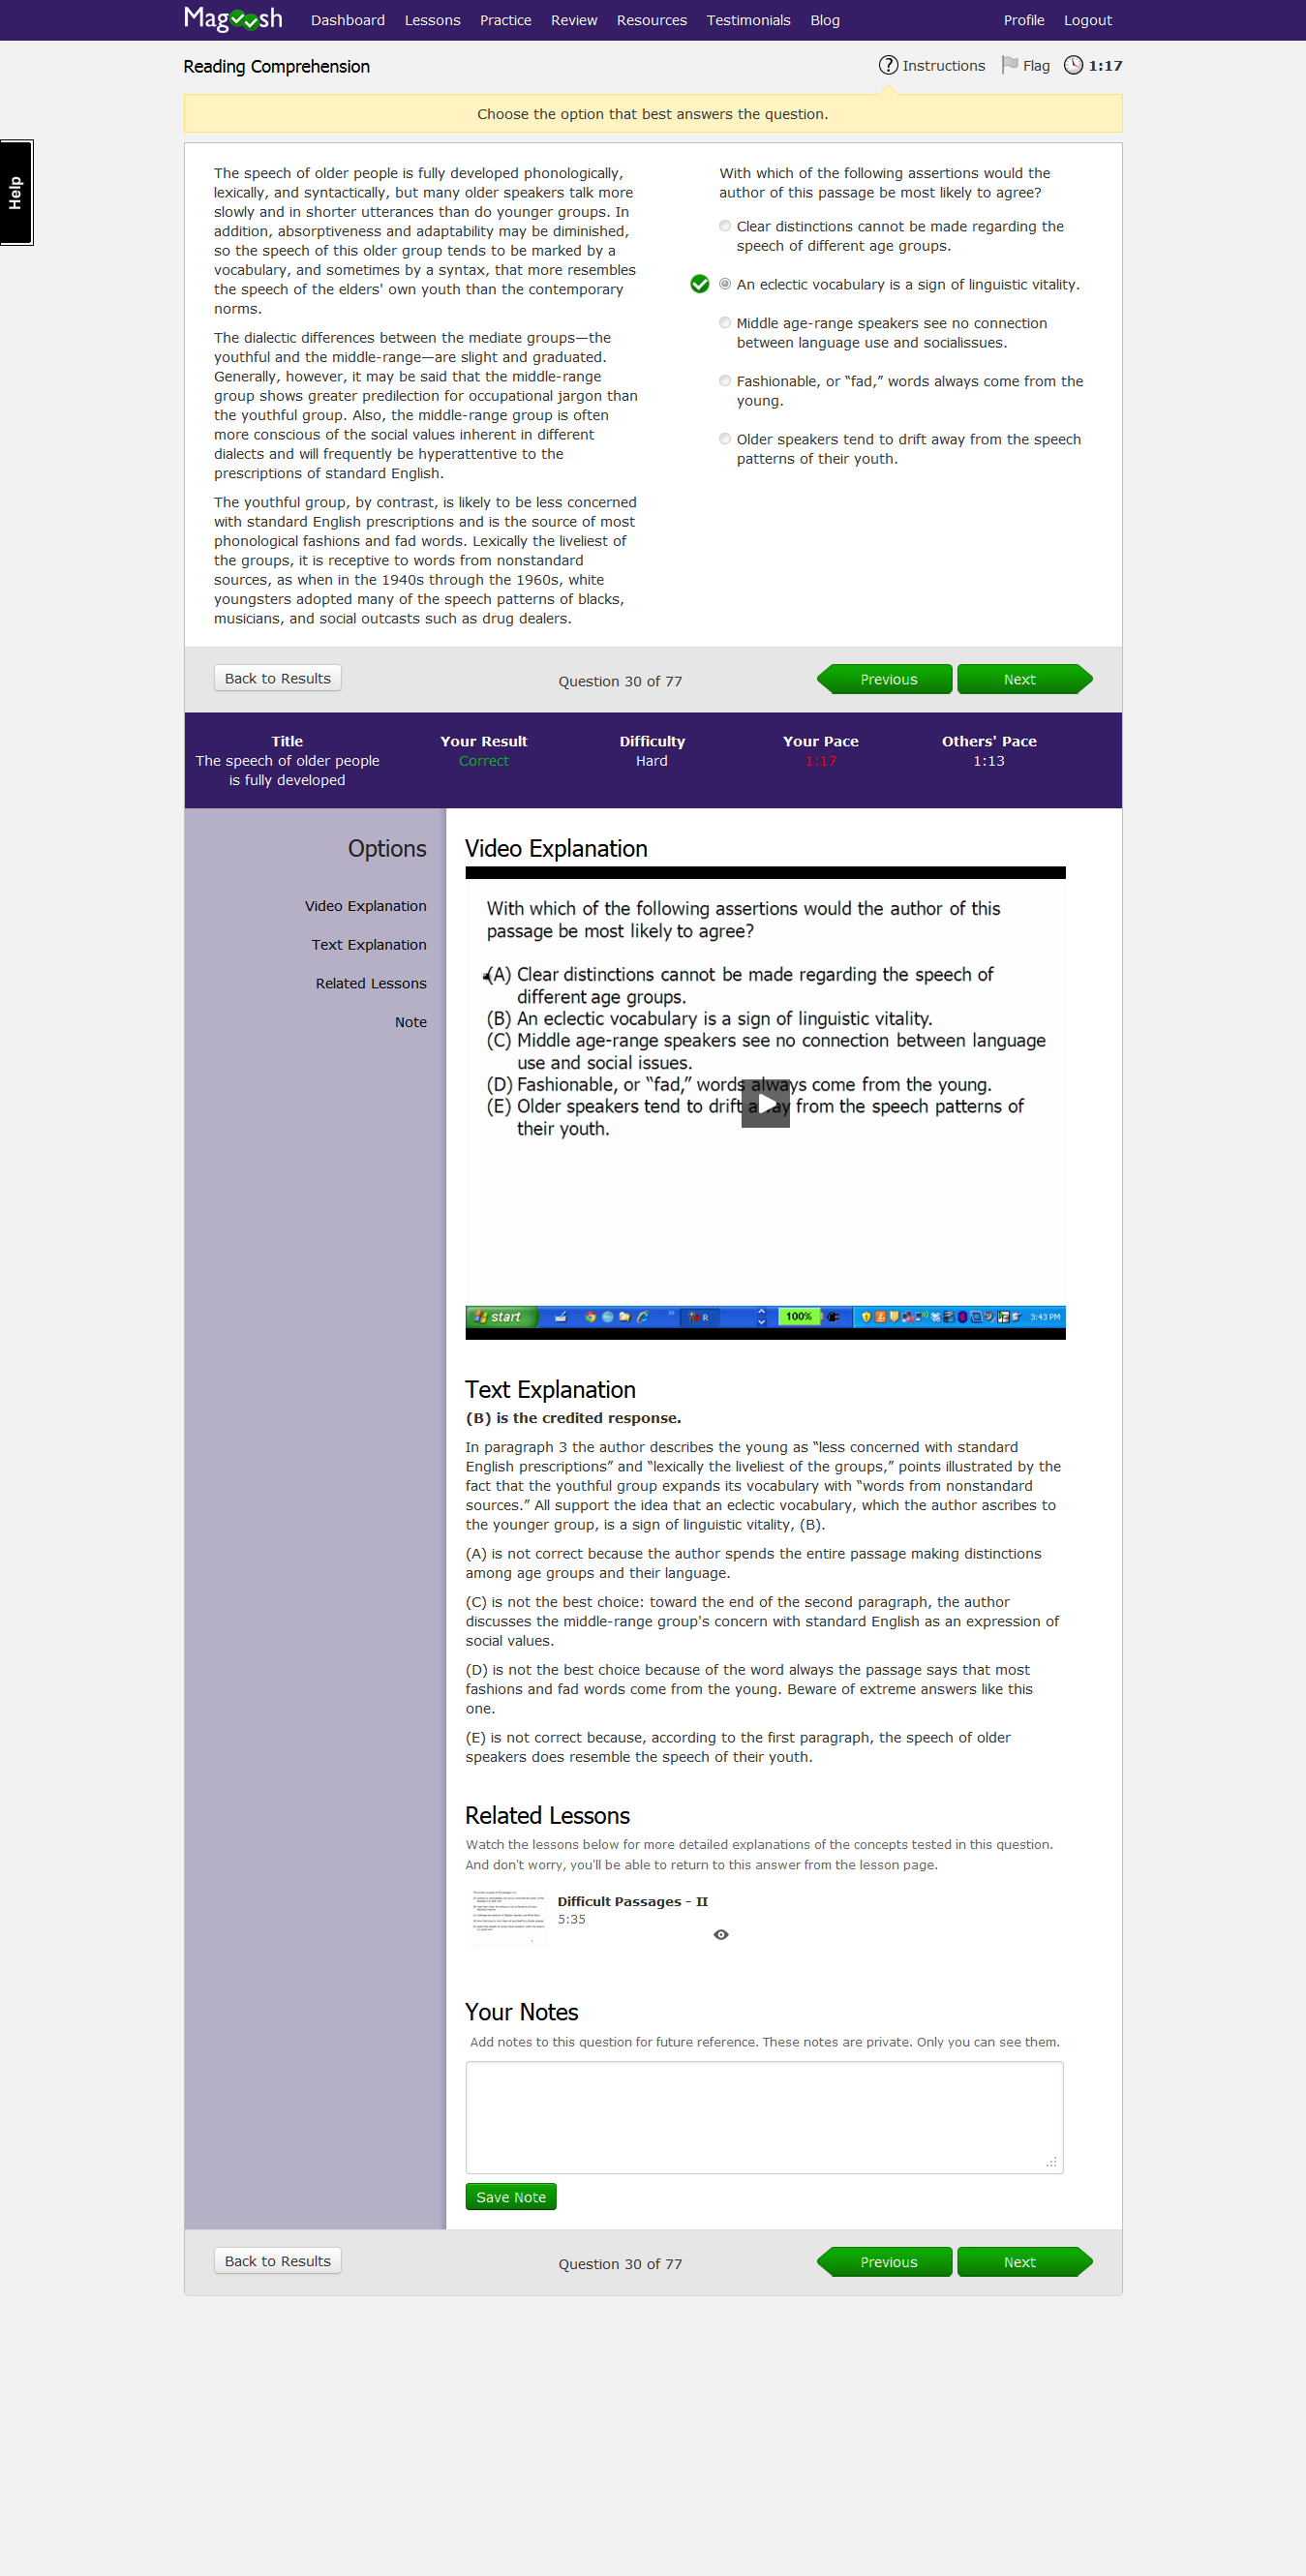 Magoosh Dashboard Lessons Practice Review Resources Testimonials Blog Profile Logout
Reading Comprehension ? Instructions Flag 1:17
Choose the option that best answers the question.
Help
The speech of older people is fully developed phonologically,
lexically, and syntactically, but many older speakers talk more
slowly and in shorter utterances than do younger groups. In
addition, absorptiveness and adaptability may be diminished,
so the speech of this older group tends to be marked by a
vocabulary, and sometimes by a syntax, that more resembles
the speech of the elders' own youth than the contemporary
norms.
The dialectic differences between the mediate groups—the
youthful and the middle-range—are slight and graduated.
Generally, however, it may be said that the middle-range
group shows greater predilection for occupational jargon than
the youthful group. Also, the middle-range group is often
more conscious of the social values inherent in different
dialects and will frequently be hyperattentive to the
prescriptions of standard English.
The youthful group, by contrast, is likely to be less concerned
with standard English prescriptions and is the source of most
phonological fashions and fad words. Lexically the liveliest of
the groups, it is receptive to words from nonstandard
sources, as when in the 1940s through the 1960s, white
youngsters adopted many of the speech patterns of blacks,
musicians, and social outcasts such as drug dealers.
With which of the following assertions would the
author of this passage be most likely to agree?
Clear distinctions cannot be made regarding the
speech of different age groups.
An eclectic vocabulary is a sign of linguistic vitality.
Middle age-range speakers see no connection
between language use and socialissues.
Fashionable, or “fad,” words always come from the
young.
Older speakers tend to drift away from the speech
patterns of their youth.
Back to Results Question 30 of 77 Previous Next
Title Your Result Difficulty Your Pace Others' Pace
The speech of older people Correct Hard 1:17 1:13
is fully developed
Options
Video Explanation
Text Explanation
Related Lessons
Note
Video Explanation
With which of the following assertions would the author of this
passage be most likely to agree?
(A) Clear distinctions cannot be made regarding the speech of
different age groups.
(B) An eclectic vocabulary is a sign of linguistic vitality.
(C) Middle age-range speakers see no connection between language
use and social issues.
(D) Fashionable, or “fad,” words always come from the young.
(E) Older speakers tend to drift away from the speech patterns of
their youth.
start R 100% 3:43 PM
Text Explanation
(B) is the credited response.
In paragraph 3 the author describes the young as “less concerned with standard
English prescriptions” and “lexically the liveliest of the groups,” points illustrated by the
fact that the youthful group expands its vocabulary with “words from nonstandard
sources.” All support the idea that an eclectic vocabulary, which the author ascribes to
the younger group, is a sign of linguistic vitality, (B).
(A) is not correct because the author spends the entire passage making distinctions
among age groups and their language.
(C) is not the best choice: toward the end of the second paragraph, the author
discusses the middle-range group's concern with standard English as an expression of
social values.
(D) is not the best choice because of the word always the passage says that most
fashions and fad words come from the young. Beware of extreme answers like this
one.
(E) is not correct because, according to the first paragraph, the speech of older
speakers does resemble the speech of their youth.
Related Lessons
Watch the lessons below for more detailed explanations of the concepts tested in this question.
And don't worry, you'll be able to return to this answer from the lesson page.
Difficult Passages - II
5:35
Your Notes
Add notes to this question for future reference. These notes are private. Only you can see them.
Save Note
Back to Results Question 30 of 77 Previous Next